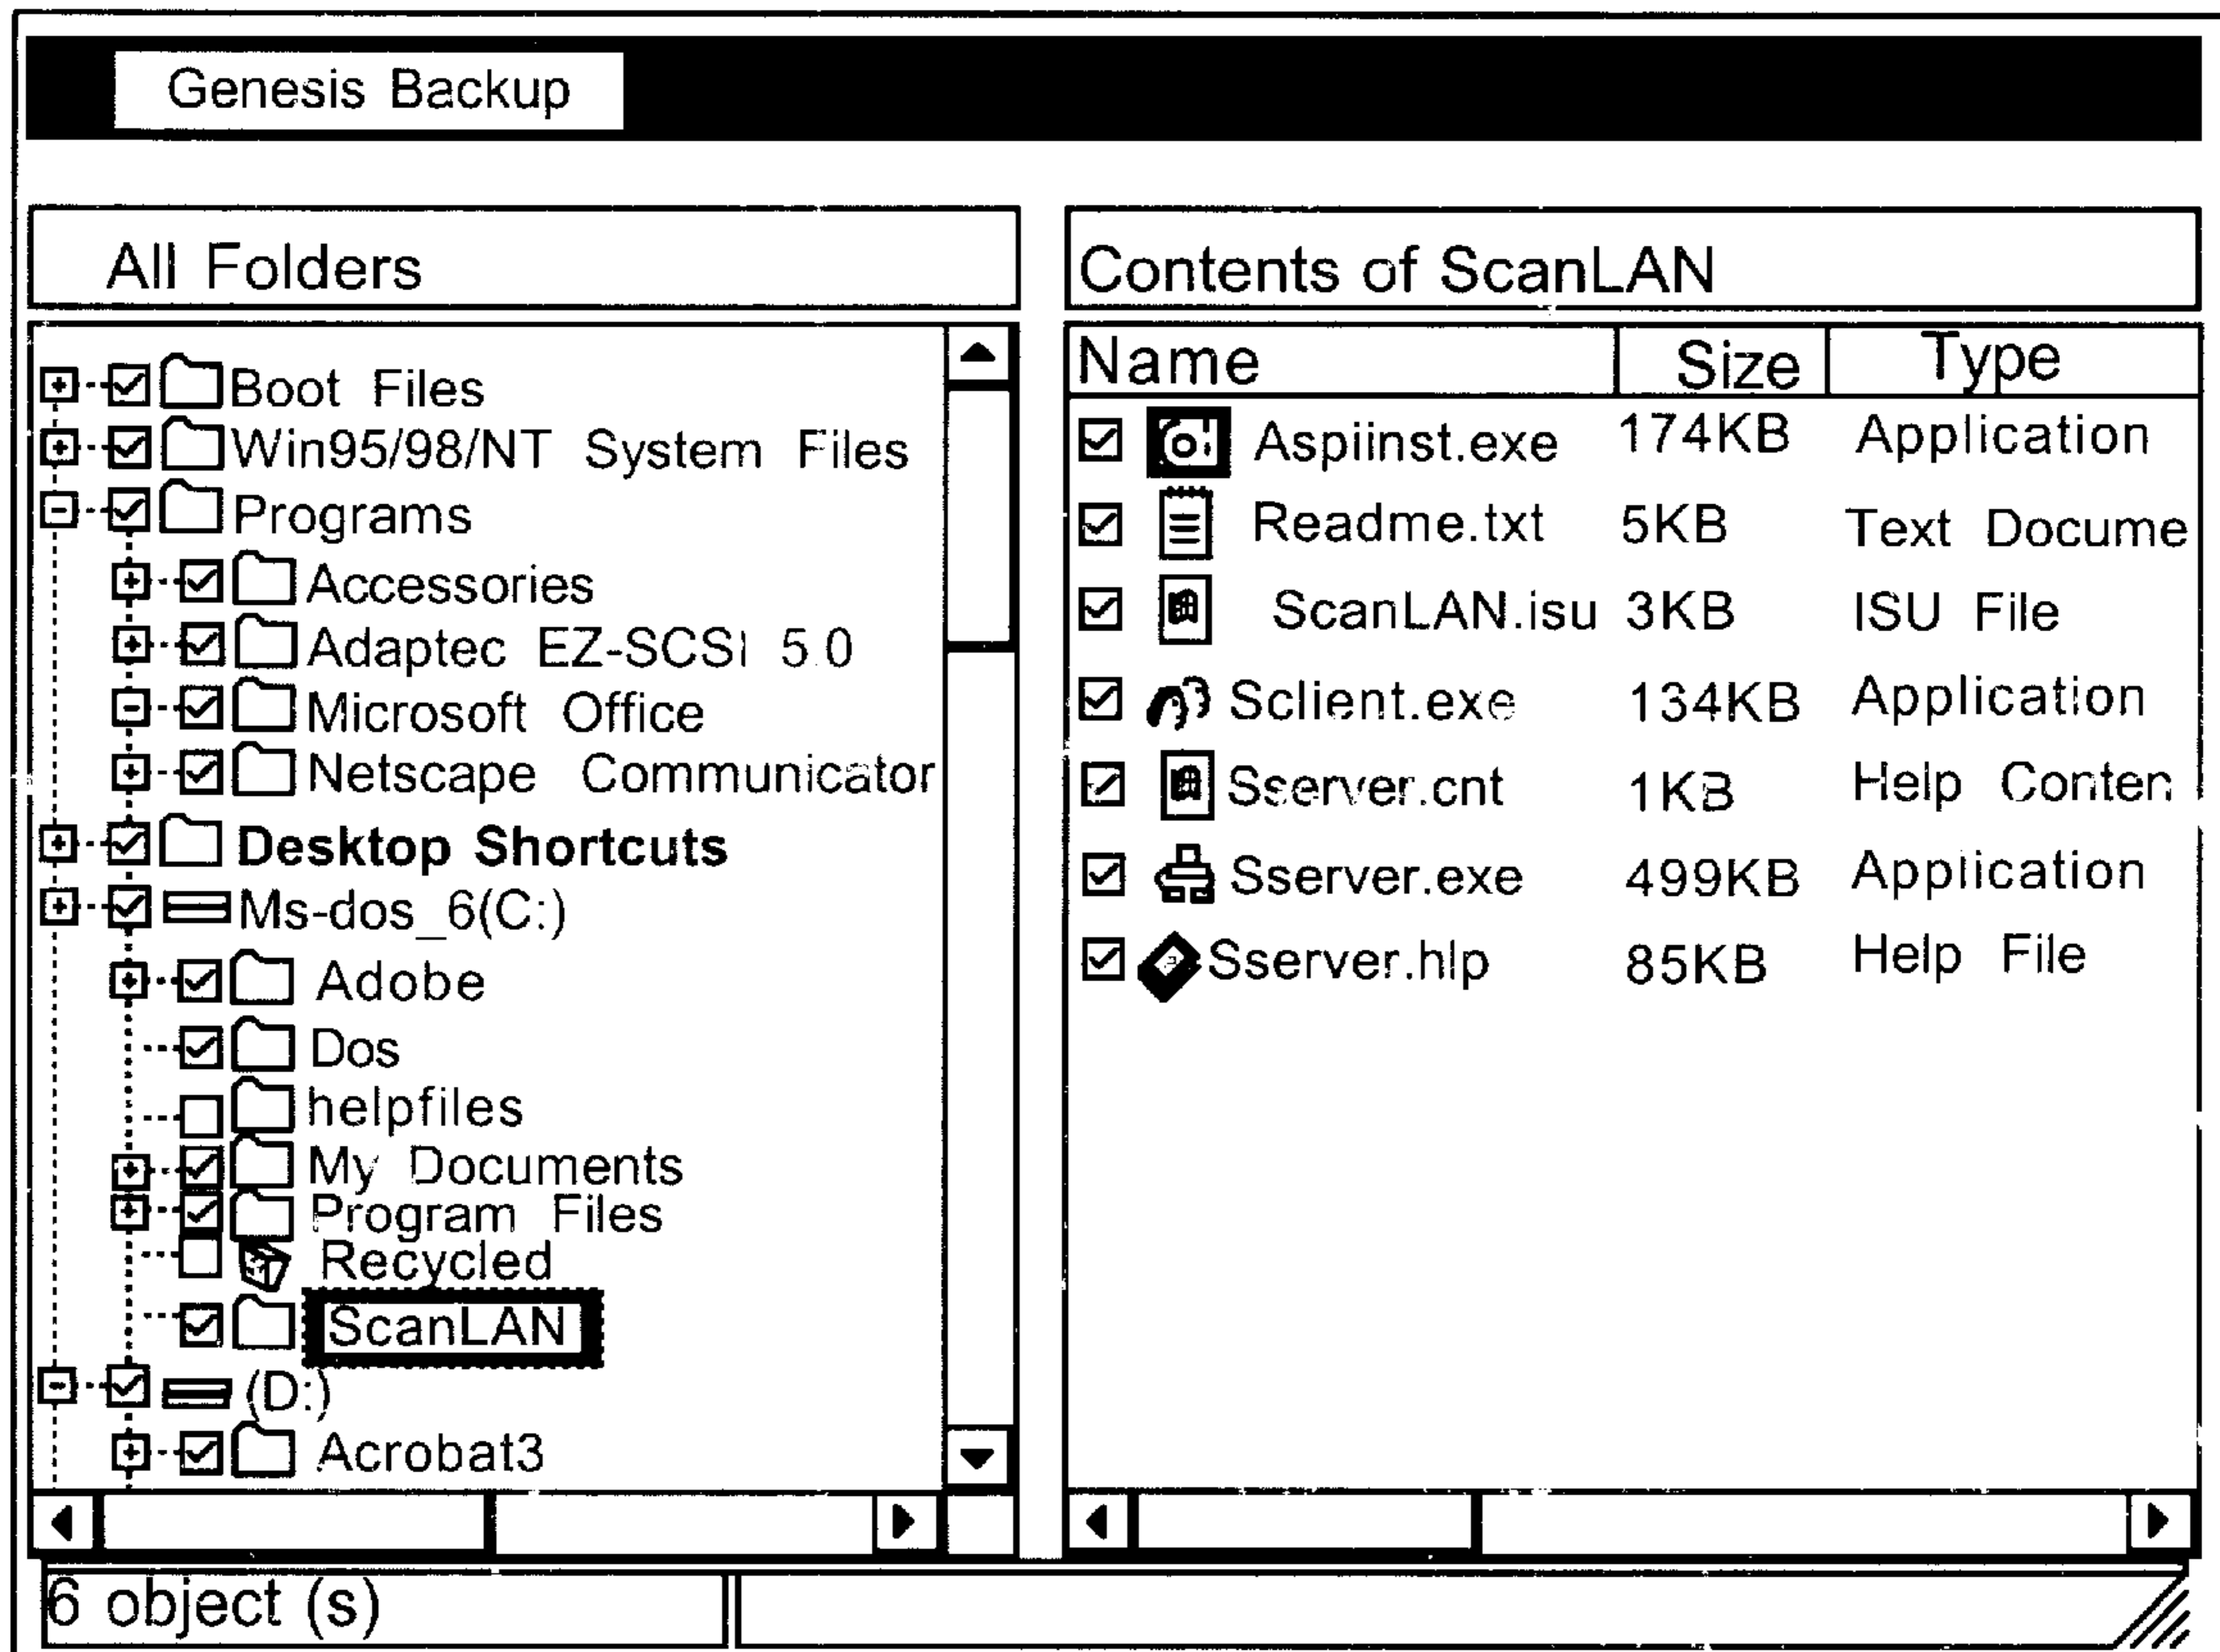 Genesis Backup
All Folders
Boot Files
Win95/98/NT System Files
Programs
Accessories
Adaptec EZ-SCSI 5.0
Microsoft Office
Netscape Communicator
Desktop Shortcuts
Ms-dos_6(C:)
Adobe
Dos
helpfiles
My Documents
Program Files
Recycled
ScanLAN
(D:)
Acrobat3
Contents of ScanLAN
Name Size Type
Aspiinst.exe 174KB Application
Readme.txt 5KB Text Docume
ScanLAN.isu 3KB ISU File
Sclient.exe 134KB Application
Sserver.cnt 1KB Help Conten
Sserver.exe 499KB Application
Sserver.hlp 85KB Help File
6 object (s)